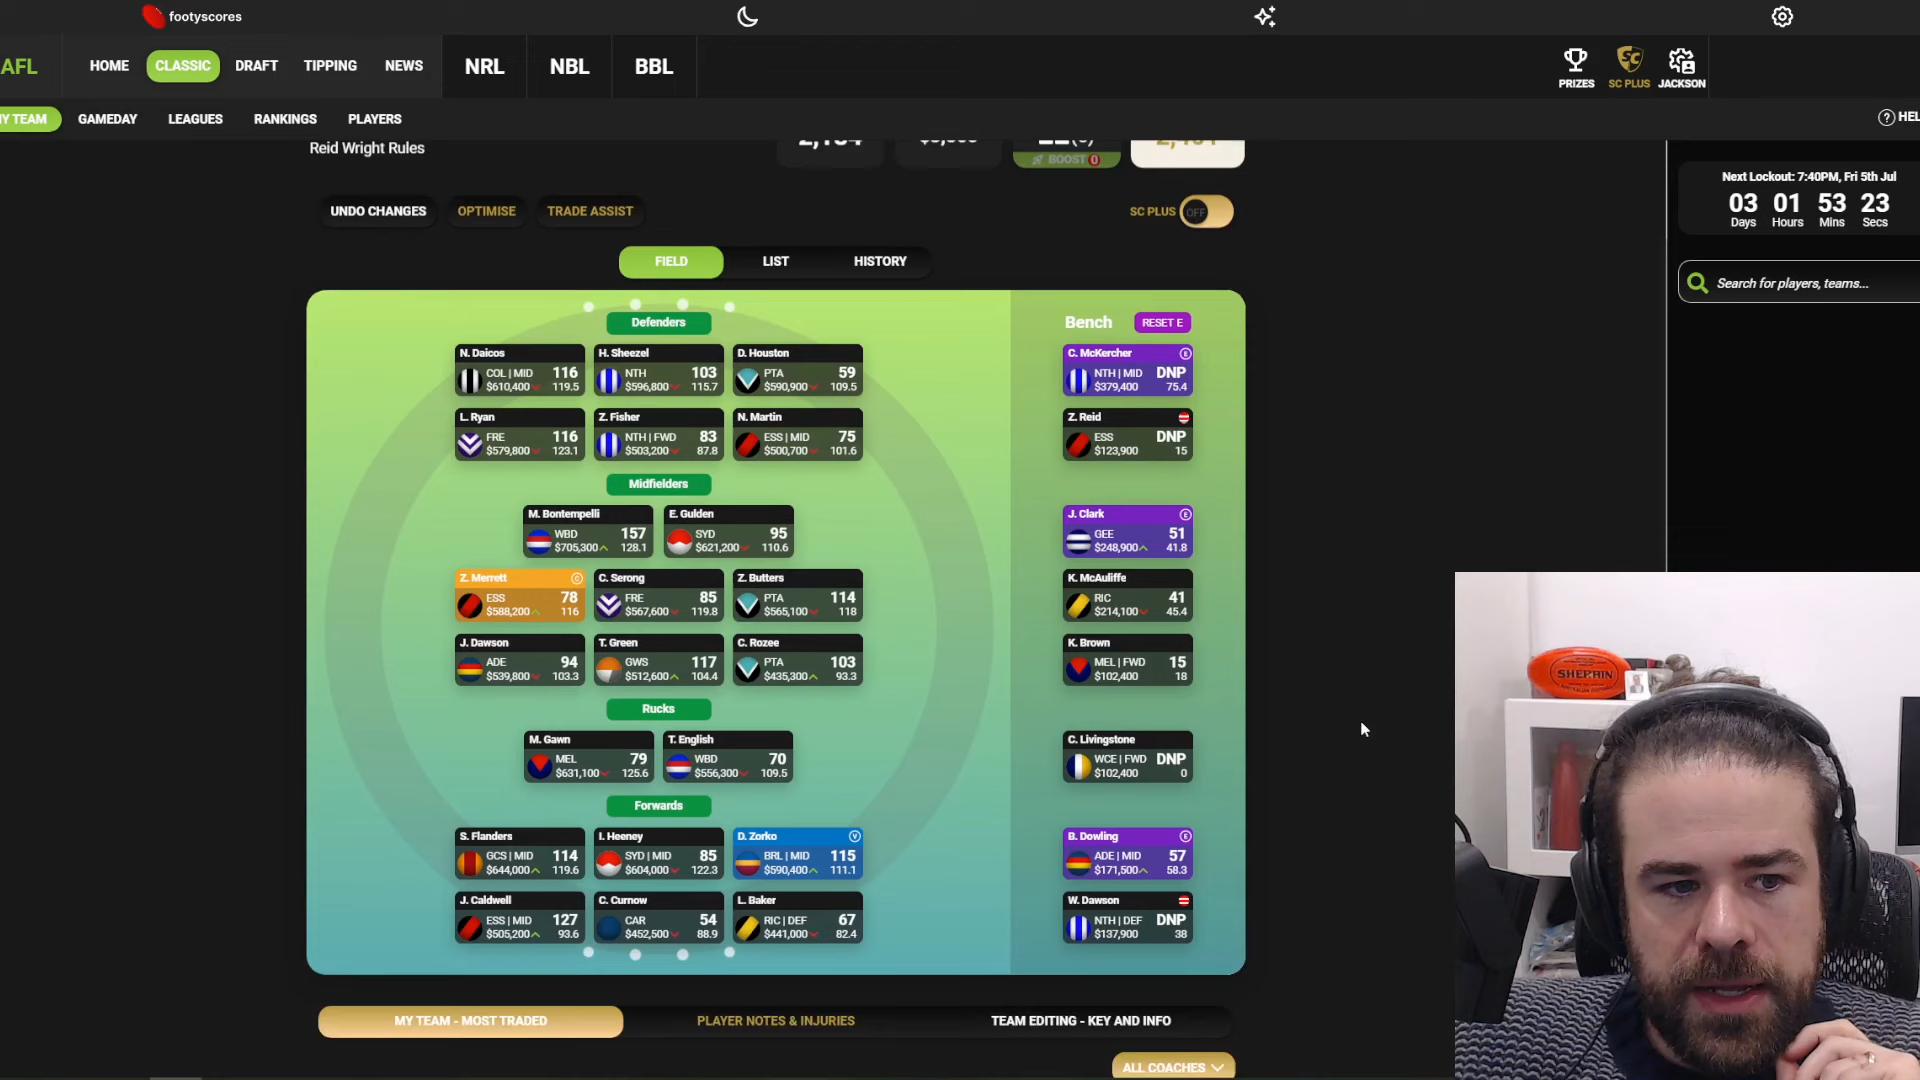 footyscores
AFL HOME CLASSIC DRAFT TIPPING NEWS NRL NBL BBL PRIZES SC SC PLUS JACKSON
MY TEAM GAMEDAY LEAGUES RANKINGS PLAYERS ? HEL
Reid Wright Rules
BOOST 0
UNDO CHANGES OPTIMISE TRADE ASSIST SC PLUS OFF
Next Lockout: 7:40PM, Fri 5th Jul
03 01 53 23
Days Hours Mins Secs
FIELD LIST HISTORY
Search for players, teams...
Defenders Bench RESET E
N. Daicos H. Sheezel D. Houston C. McKercher E
COL | MID 116 NTH 103 PTA 59 NTH | MID DNP
$610,400 119.5 $596,800 115.7 $590,900 109.5 $379,400 75.4
L. Ryan Z. Fisher N. Martin Z. Reid
FRE 116 NTH | FWD 83 ESS | MID 75 ESS DNP
$579,800 123.1 $503,200 87.8 $500,700 101.6 $123,900 15
Midfielders
M. Bontempelli E. Gulden J. Clark E
WBD 157 SYD 95 GEE 51
$705,300 128.1 $621,200 110.6 $248,900 41.8
Z. Merrett C C. Serong Z. Butters K. McAuliffe
ESS 78 FRE 85 PTA 114 RIC 41
$588,200 116 $567,600 119.8 $565,100 118 $214,100 45.4
J. Dawson T. Green C. Rozee K. Brown
ADE 94 GWS 117 PTA 103 MEL | FWD 15
$539,800 103.3 $512,600 104.4 $435,300 93.3 $102,400 18
SHERRIN
Rucks
M. Gawn T. English C. Livingstone
MEL 79 WBD 70 WCE | FWD DNP
$631,100 125.6 $556,300 109.5 $102,400 0
Forwards
S. Flanders I. Heeney D. Zorko V B. Dowling E
GCS | MID 114 SYD | MID 85 BRL | MID 115 ADE | MID 57
$644,000 119.6 $604,000 122.3 $590,400 111.1 $171,500 58.3
J. Caldwell C. Curnow L. Baker W. Dawson
ESS | MID 127 CAR 54 RIC | DEF 67 NTH | DEF DNP
$505,200 93.6 $452,500 88.9 $441,000 82.4 $137,900 38
MY TEAM - MOST TRADED PLAYER NOTES & INJURIES TEAM EDITING - KEY AND INFO
ALL COACHES